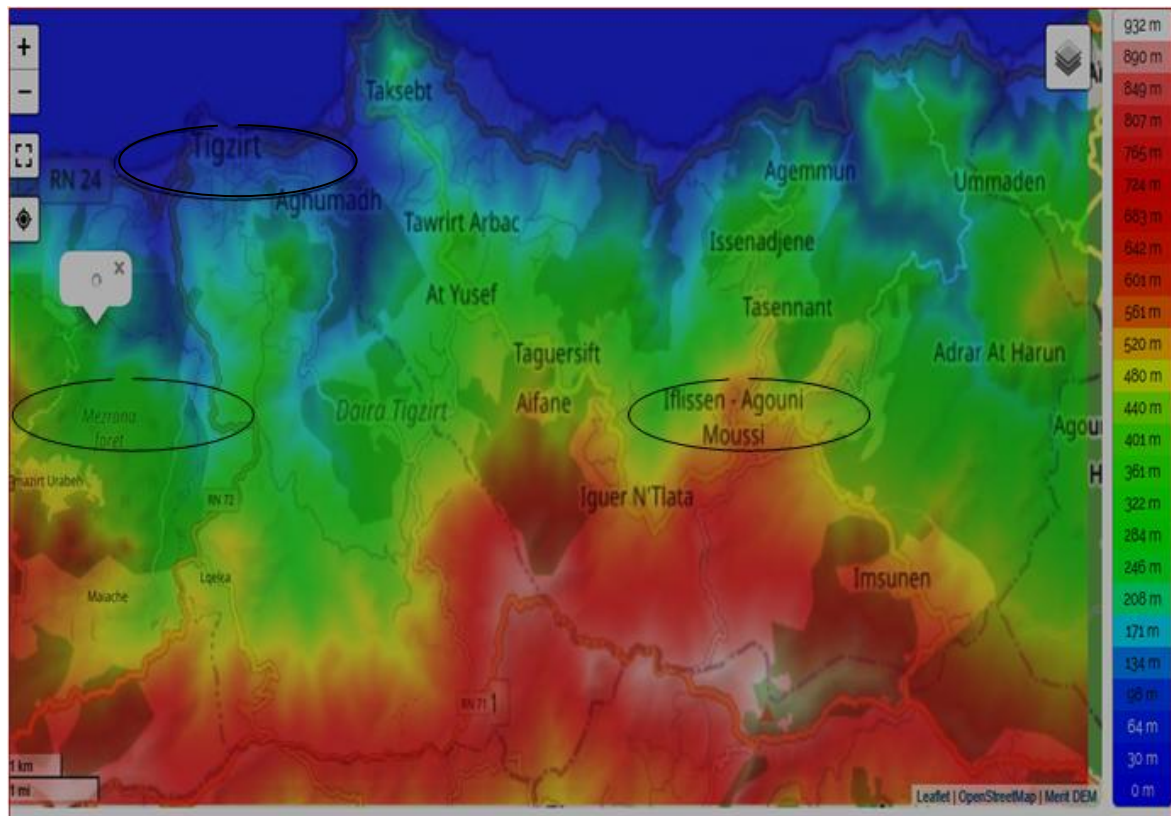 +
−
Taksebt
Tigzirt
RN 24
Aghumadh
Agemmun
Ummaden
Tawrirt Arbac
Issenadjene
At Yusef
Tasennant
Taguersift
Adrar At Harun
Aifane
Iflissen - Agouni
Moussi
Mezrana
foret
Daira Tigzirt
Iguer N'Tlata
RN 72
Imsunen
Lqelea
Maiache
RN 71
1
1 km
1 mi
Leaflet | OpenStreetMap | Merit DEM
932 m
890 m
849 m
807 m
765 m
724 m
683 m
642 m
601 m
561 m
520 m
480 m
440 m
401 m
361 m
322 m
284 m
246 m
208 m
171 m
134 m
98 m
64 m
30 m
0 m